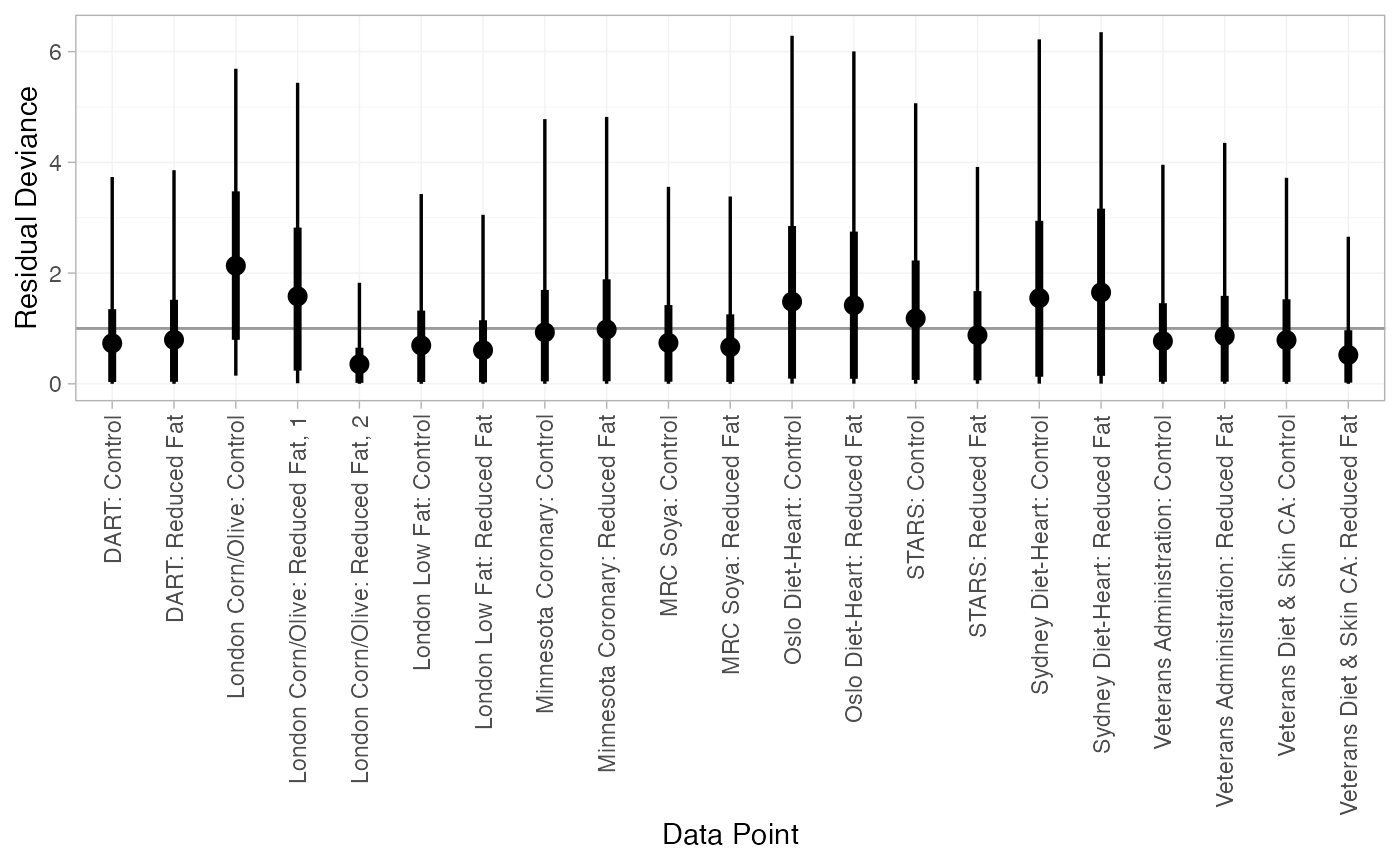 Residual Deviance
6
4
2
0
DART: Control
DART: Reduced Fat
London Corn/Olive: Control
London Corn/Olive: Reduced Fat, 1
London Corn/Olive: Reduced Fat, 2
London Low Fat: Control
London Low Fat: Reduced Fat
Minnesota Coronary: Control
Minnesota Coronary: Reduced Fat
MRC Soya: Control
MRC Soya: Reduced Fat
Oslo Diet-Heart: Control
Oslo Diet-Heart: Reduced Fat
STARS: Control
STARS: Reduced Fat
Sydney Diet-Heart: Control
Sydney Diet-Heart: Reduced Fat
Veterans Administration: Control
Veterans Administration: Reduced Fat
Veterans Diet & Skin CA: Control
Veterans Diet & Skin CA: Reduced Fat
Data Point